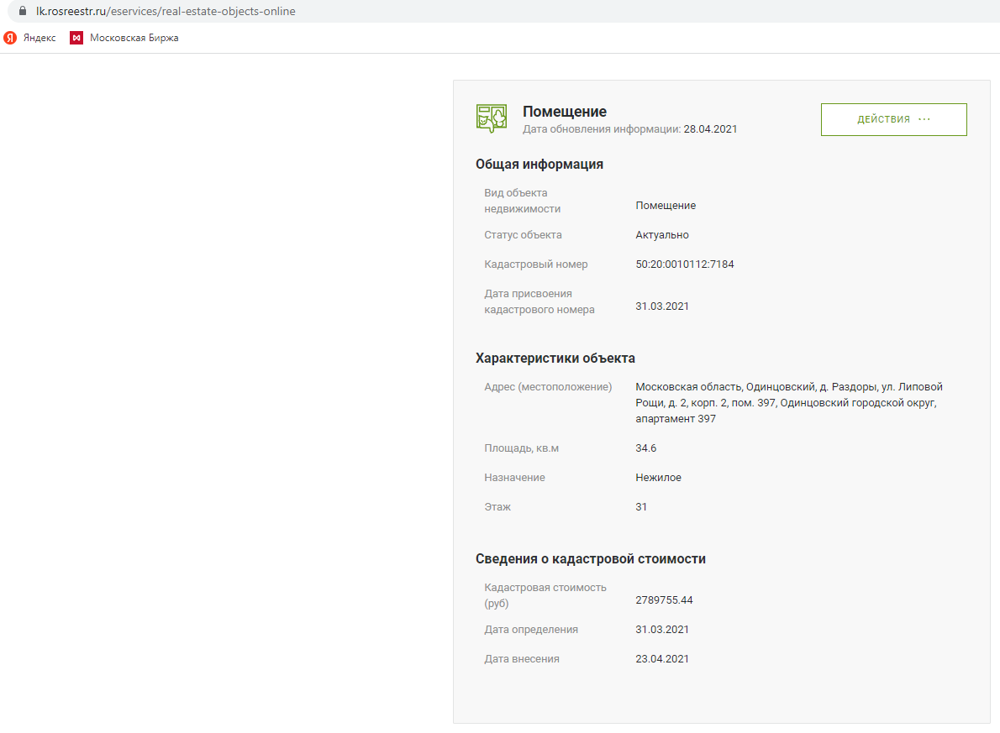 lk.rosreestr.ru/eservices/real-estate-objects-online
Я Яндекс Московская Биржа
Помещение
Дата обновления информации: 28.04.2021
ДЕЙСТВИЯ ···
Общая информация
Вид объекта
недвижимости
Помещение
Статус объекта
Актуально
Кадастровый номер
50:20:0010112:7184
Дата присвоения
кадастрового номера
31.03.2021
Характеристики объекта
Адрес (местоположение)
Московская область, Одинцовский, д. Раздоры, ул. Липовой
Рощи, д. 2, корп. 2, пом. 397, Одинцовский городской округ,
апартамент 397
Площадь, кв.м
34.6
Назначение
Нежилое
Этаж
31
Сведения о кадастровой стоимости
Кадастровая стоимость
(руб)
2789755.44
Дата определения
31.03.2021
Дата внесения
23.04.2021